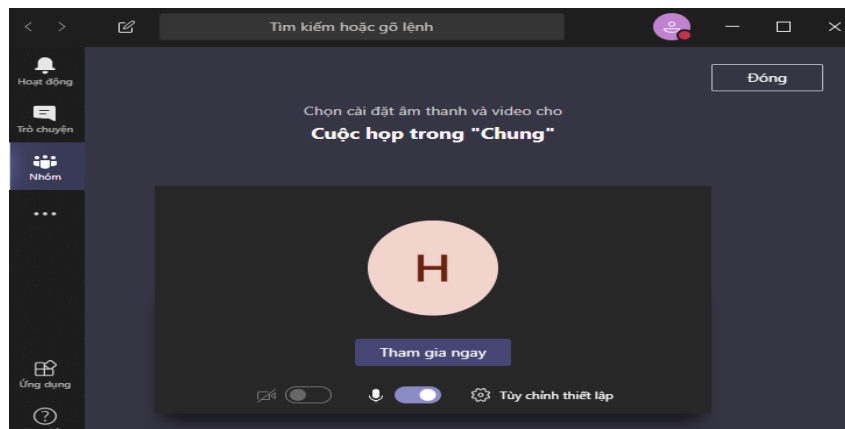 Tìm kiếm hoặc gõ lệnh
Hoạt động
Trò chuyện
Nhóm
Đóng
Chọn cài đặt âm thanh và video cho
Cuộc họp trong "Chung"
H
Tham gia ngay
Tùy chỉnh thiết lập
Ứng dụng